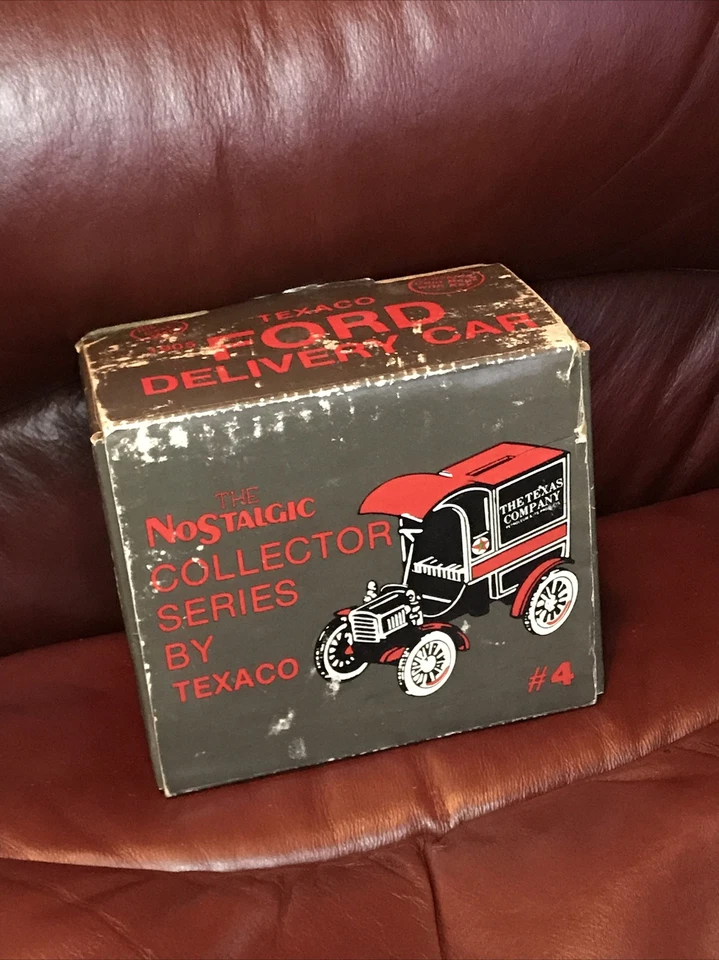 TEXACO
FORD
DELIVERY CAR
THE
NOSTALGIC
COLLECTOR
SERIES
BY
TEXACO
THE TEXAS
COMPANY
#4